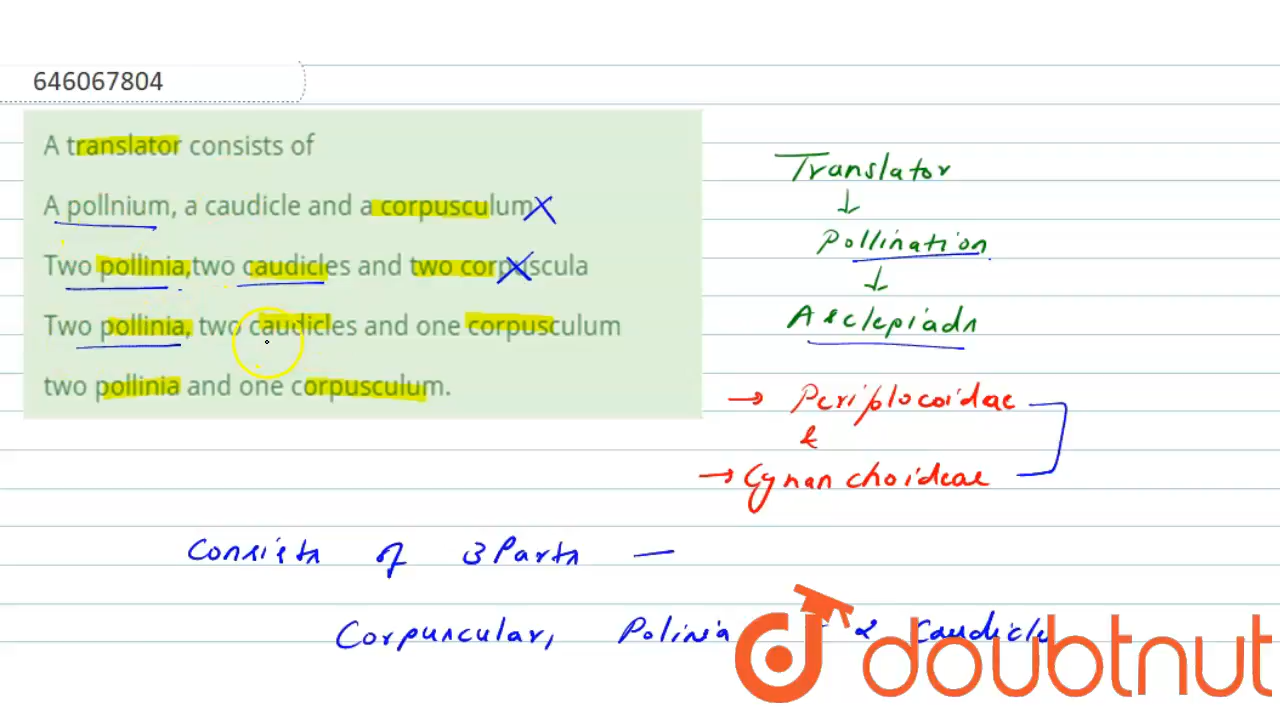 646067804
A translator consists of
A pollnium, a caudicle and a corpusculum
Two pollinia,two caudicles and two corpuscula
Two pollinia, two caudicles and one corpusculum
two pollinia and one corpusculum.
Translator
Pollination
Asclepiadn
→ Periplocoidae
&
→ Cynanchoideae
Consists of 3 Parts —
Corpuncular, Polinia & Caudicle
doubtnut